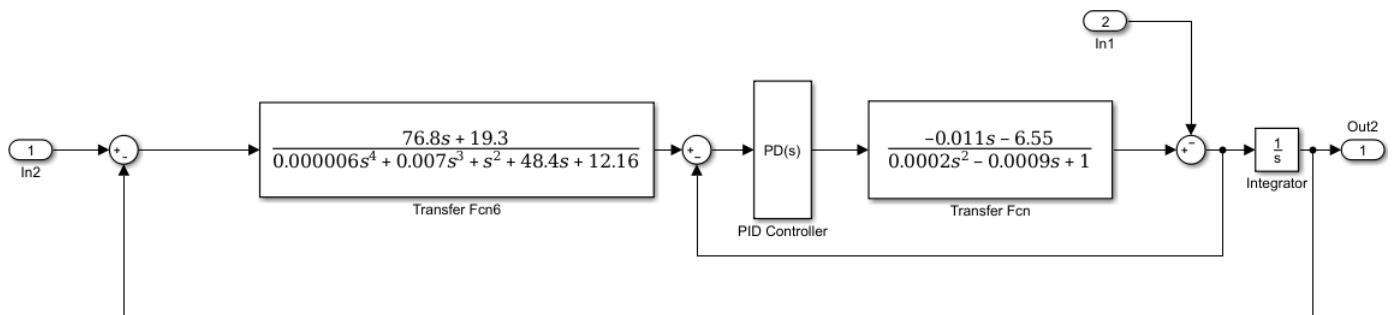 2
In1
1
In2
+
-
76.8s + 19.3
0.000006s⁴ + 0.007s³ + s² + 48.4s + 12.16
Transfer Fcn6
+
-
PD(s)
PID Controller
-0.011s − 6.55
0.0002s² − 0.0009s + 1
Transfer Fcn
−
+
1
s
Integrator
Out2
1